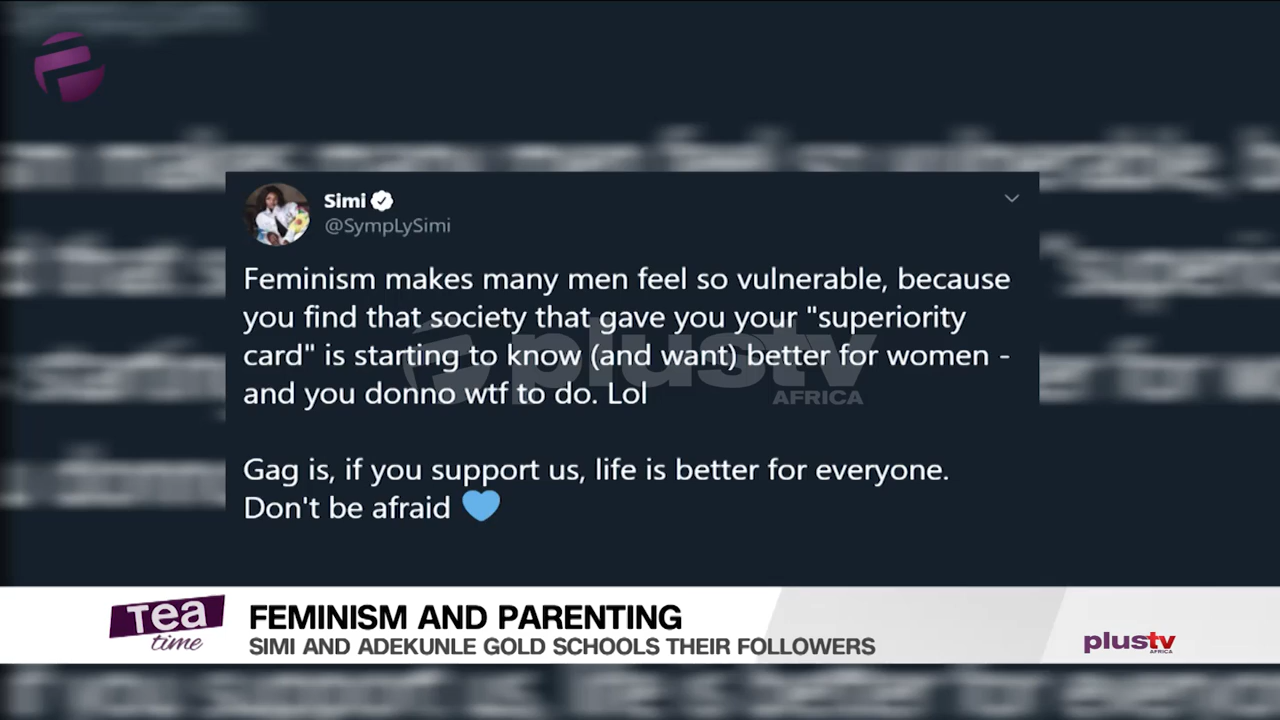 Simi
@SympLySimi
Feminism makes many men feel so vulnerable, because
you find that society that gave you your "superiority
card" is starting to know (and want) better for women -
and you donno wtf to do. Lol
Gag is, if you support us, life is better for everyone.
Don't be afraid 💙
plustv
AFRICA
Tea
time
FEMINISM AND PARENTING
SIMI AND ADEKUNLE GOLD SCHOOLS THEIR FOLLOWERS
plustv
AFRICA